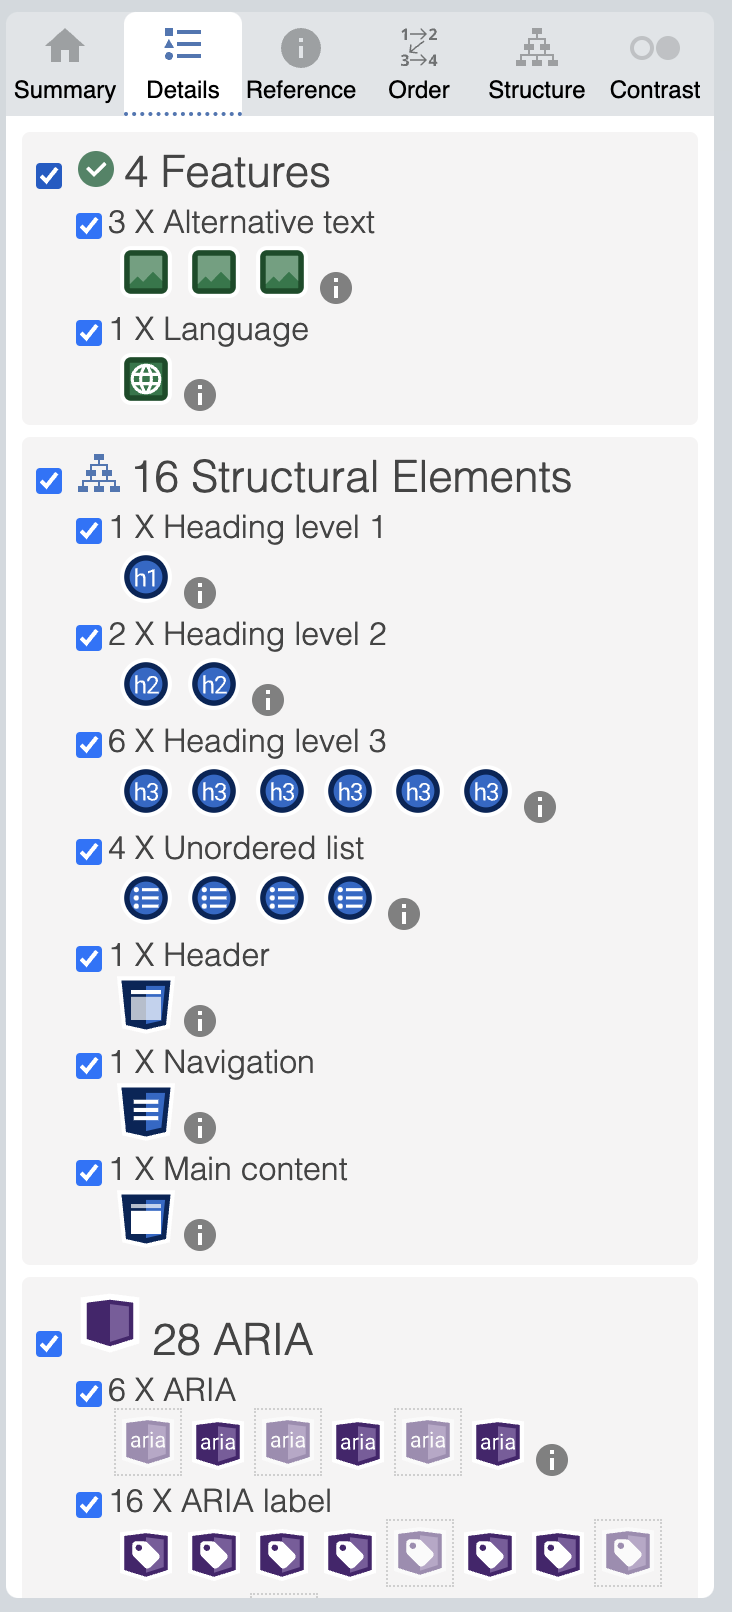 1 2
3 4
Summary Details Reference Order Structure Contrast
4 Features
3 X Alternative text
i
1 X Language
i
16 Structural Elements
1 X Heading level 1
h1 i
2 X Heading level 2
h2 h2 i
6 X Heading level 3
h3 h3 h3 h3 h3 h3 i
4 X Unordered list
i
1 X Header
i
1 X Navigation
i
1 X Main content
i
28 ARIA
6 X ARIA
aria aria aria aria aria aria i
16 X ARIA label